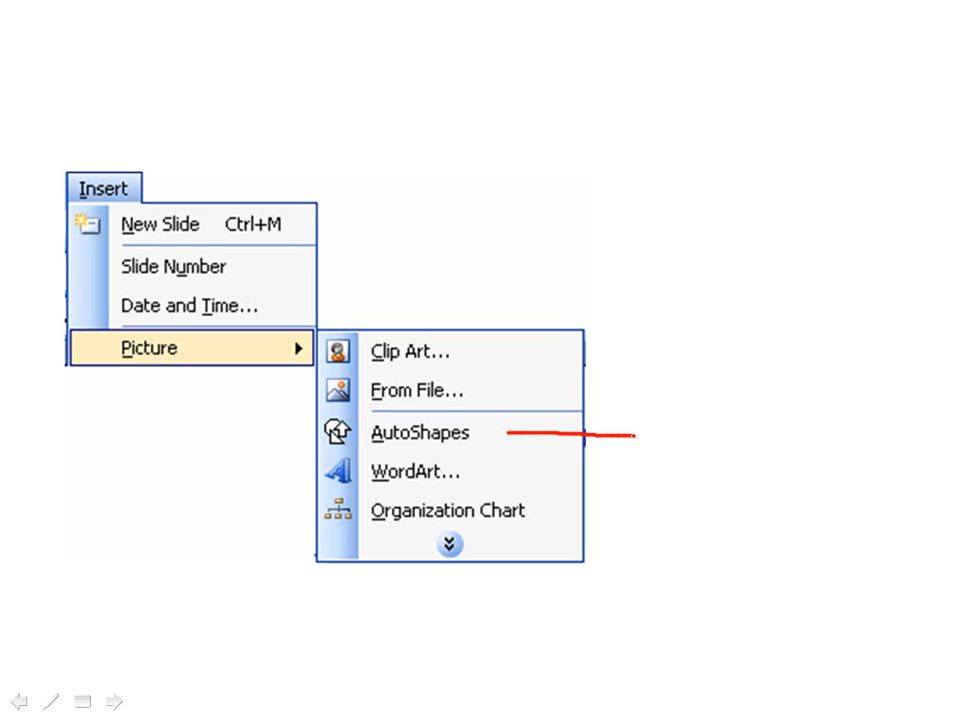 Insert
New Slide Ctrl+M
Slide Number
Date and Time...
Picture
Clip Art...
From File...
AutoShapes
WordArt...
Organization Chart